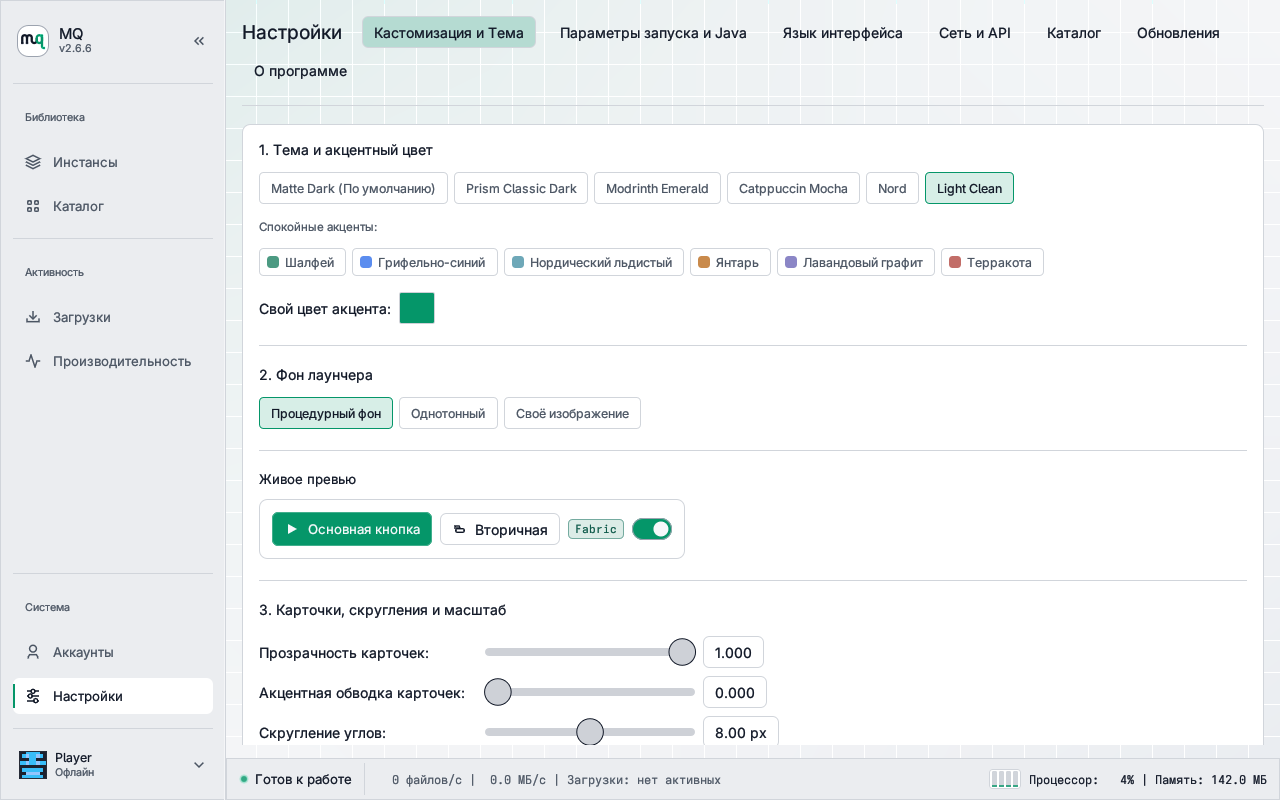 MQ
v2.6.6
Библиотека
Инстансы
Каталог
Активность
Загрузки
Производительность
Система
Аккаунты
Настройки
Player
Офлайн
Настройки
Кастомизация и Тема
Параметры запуска и Java
Язык интерфейса
Сеть и API
Каталог
Обновления
О программе
1. Тема и акцентный цвет
Matte Dark (По умолчанию)
Prism Classic Dark
Modrinth Emerald
Catppuccin Mocha
Nord
Light Clean
Спокойные акценты:
Шалфей
Грифельно-синий
Нордический льдистый
Янтарь
Лавандовый графит
Терракота
Свой цвет акцента:
2. Фон лаунчера
Процедурный фон
Однотонный
Своё изображение
Живое превью
Основная кнопка
Вторичная
Fabric
3. Карточки, скругления и масштаб
Прозрачность карточек:
1.000
Акцентная обводка карточек:
0.000
Скругление углов:
8.00 px
Готов к работе
0 файлов/с |  0.0 МБ/с | Загрузки: нет активных
Процессор:   4% | Память: 142.0 МБ